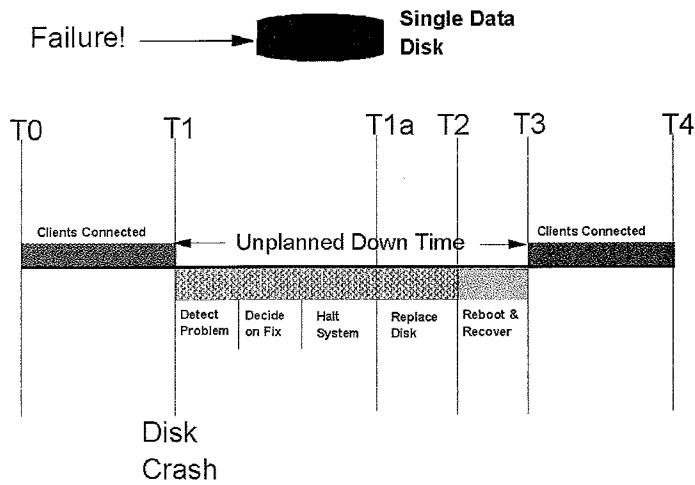 Failure!
Single Data
Disk
T0
T1
T1a
T2
T3
T4
Clients Connected
Unplanned Down Time
Clients Connected
Detect
Problem
Decide
on Fix
Halt
System
Replace
Disk
Reboot &
Recover
Disk
Crash